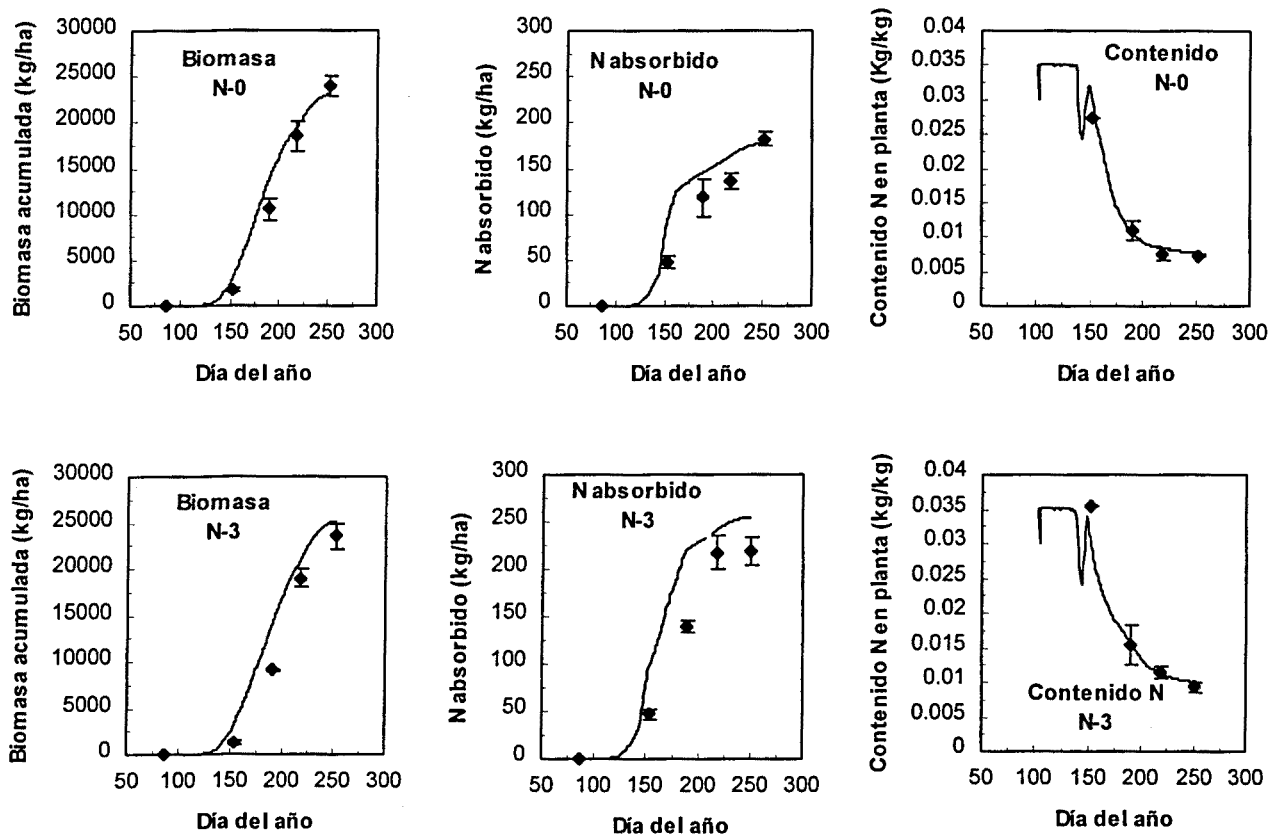 Biomasa acumulada (kg/ha)
30000
25000
20000
15000
10000
5000
0
Biomasa
N-0
50 100 150 200 250 300
Día del año
N absorbido (kg/ha)
300
250
200
150
100
50
0
N absorbido
N-0
50 100 150 200 250 300
Día del año
Contenido N en planta (Kg/kg)
0.04
0.035
0.03
0.025
0.02
0.015
0.01
0.005
0
Contenido
N-0
50 100 150 200 250 300
Día del año
Biomasa acumulada (kg/ha)
30000
25000
20000
15000
10000
5000
0
Biomasa
N-3
50 100 150 200 250 300
Día del año
N absorbido (kg/ha)
300
250
200
150
100
50
0
N absorbido
N-3
50 100 150 200 250 300
Día del año
Contenido N en planta (kg/kg)
0.04
0.035
0.03
0.025
0.02
0.015
0.01
0.005
0
Contenido N
N-3
50 100 150 200 250 300
Día del año